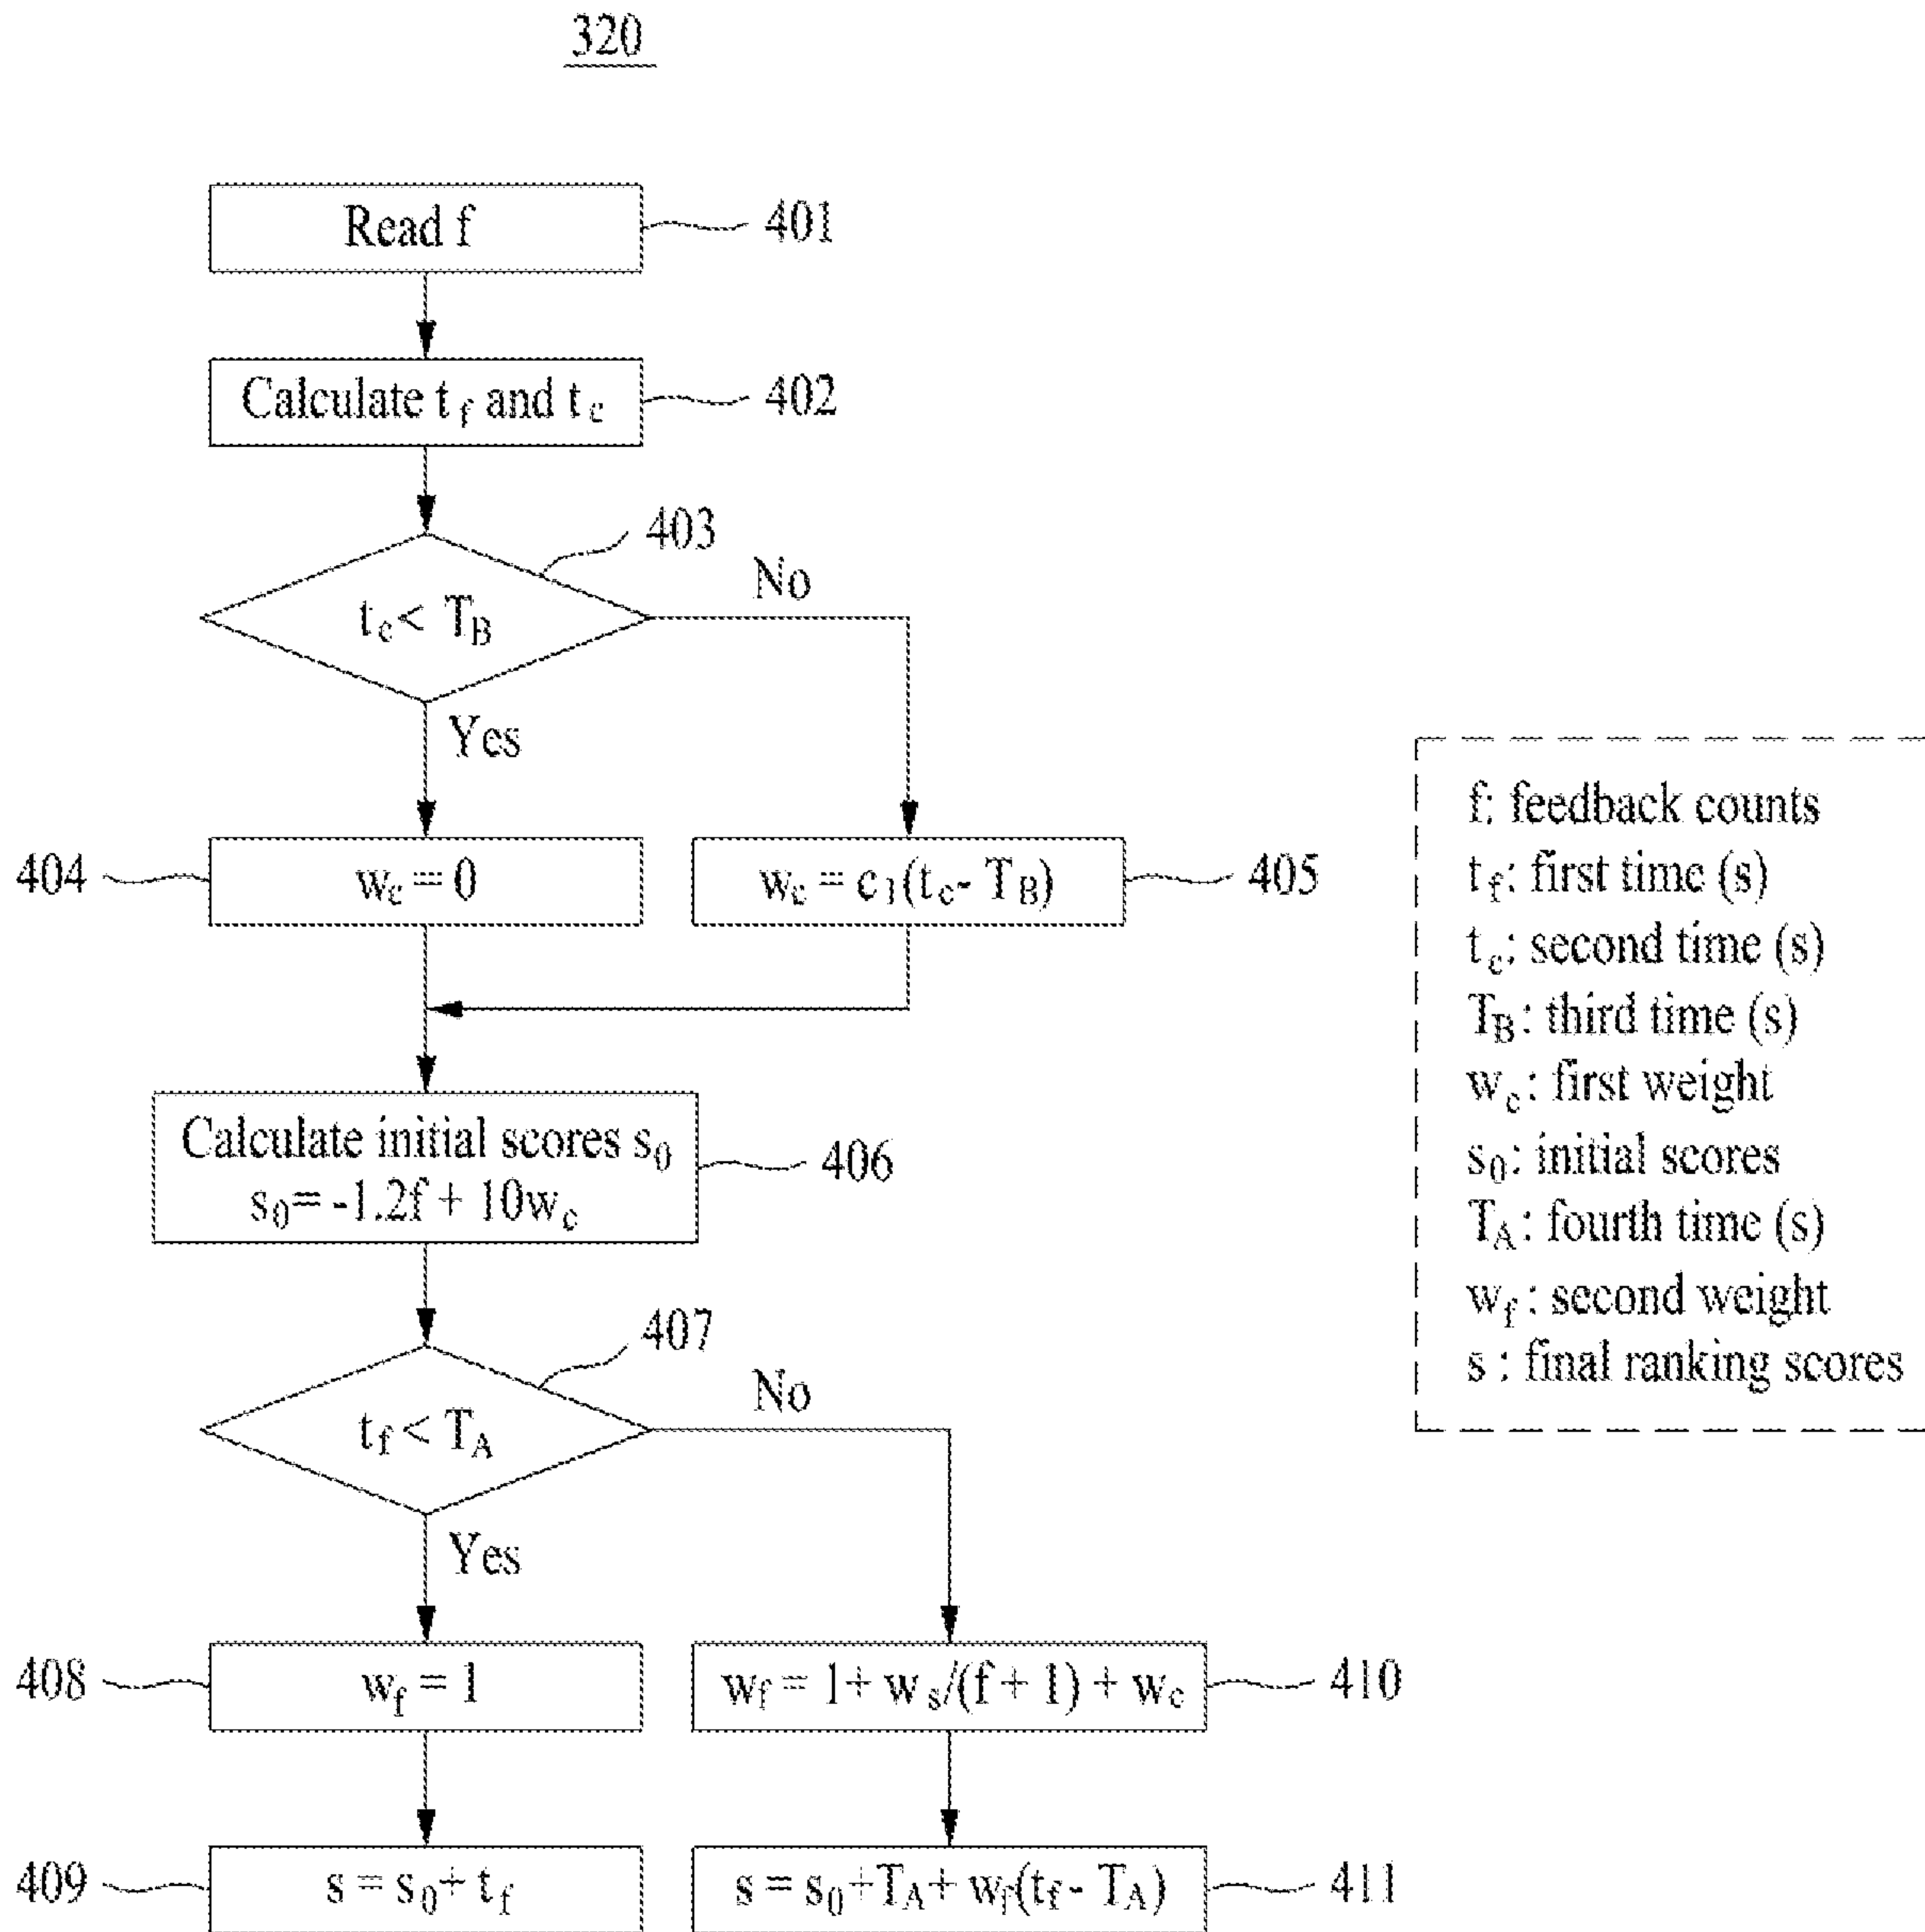 320
Read f
401
Calculate t_f and t_c
402
403
t_c < T_B
No
Yes
404
w_c = 0
w_c = c_1(t_c - T_B)
405
Calculate initial scores s_0
s_0 = -1.2f + 10w_c
406
407
t_f < T_A
No
Yes
408
w_f = 1
w_f = 1 + w_s/(f + 1) + w_c
410
409
s = s_0 + t_f
s = s_0 + T_A + w_f(t_f - T_A)
411
f: feedback counts
t_f: first time (s)
t_c: second time (s)
T_B: third time (s)
w_c: first weight
s_0: initial scores
T_A: fourth time (s)
w_f: second weight
s : final ranking scores